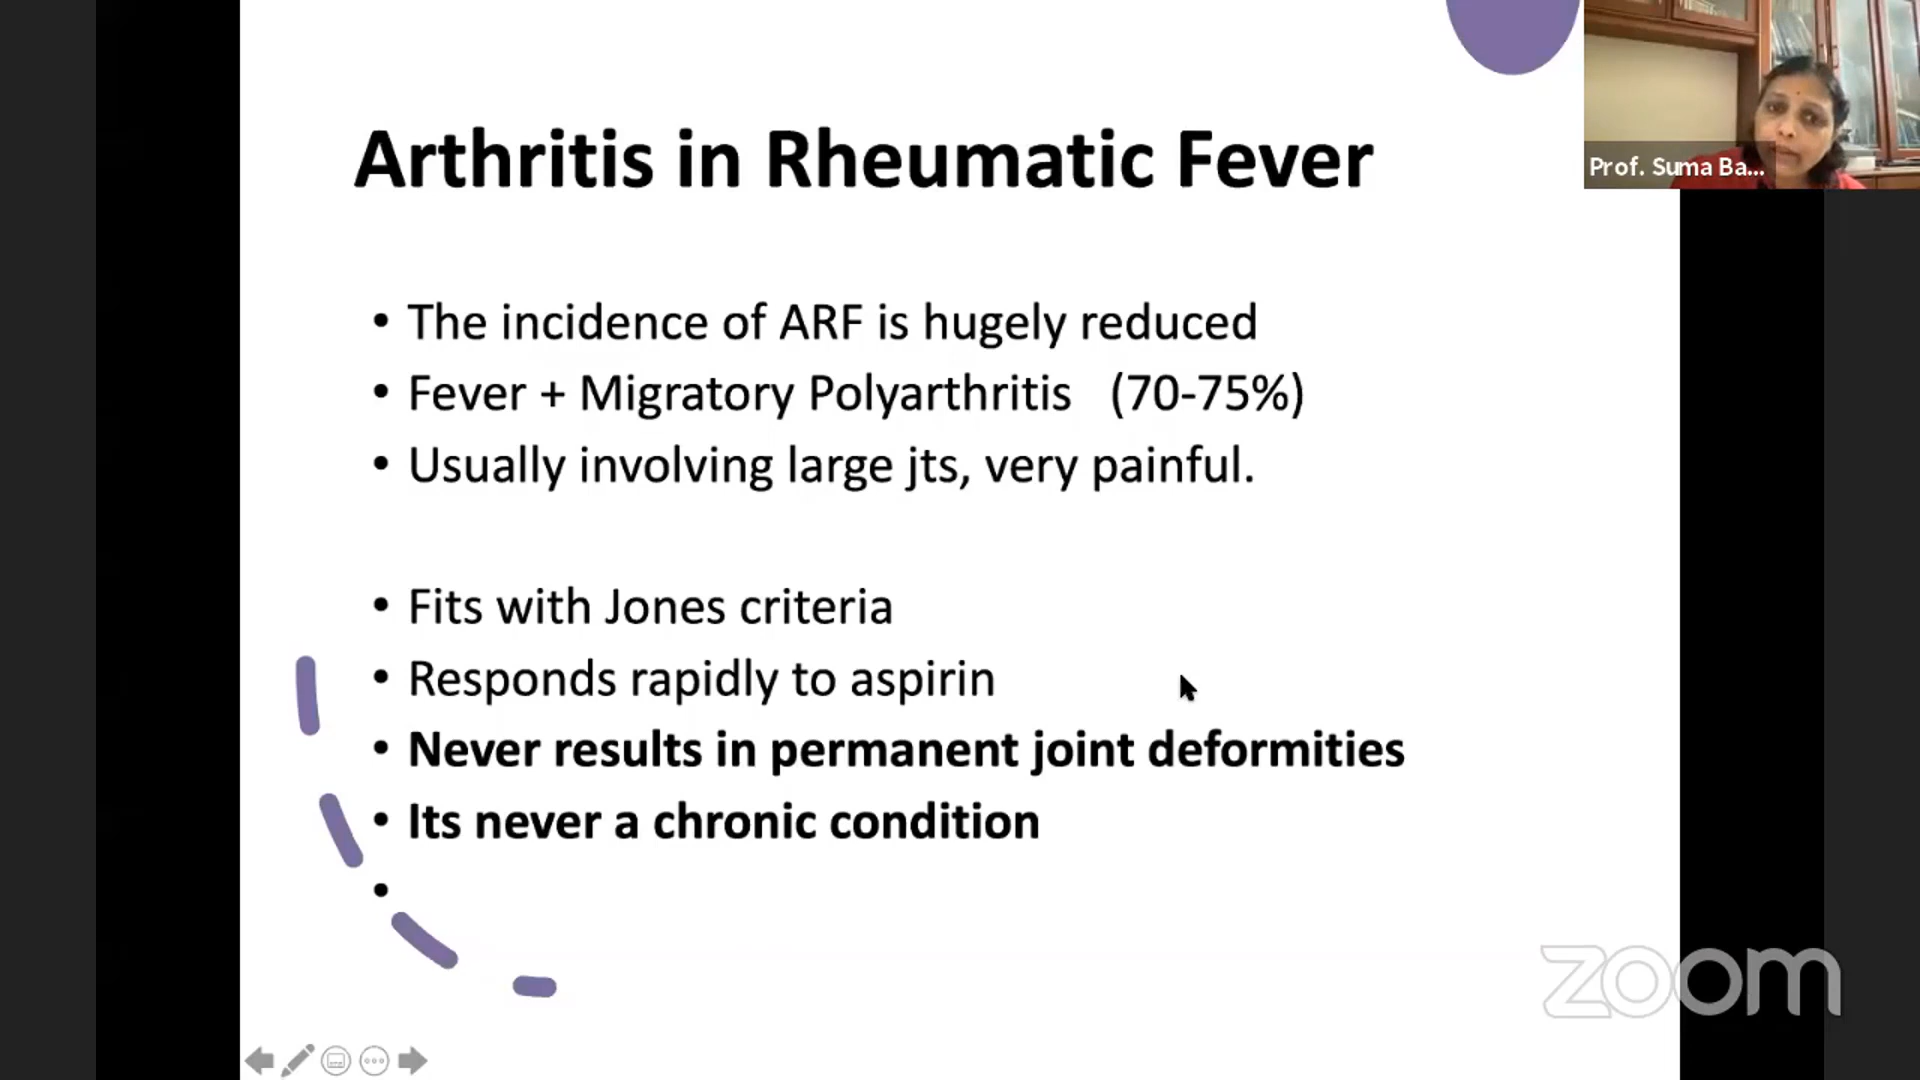 Arthritis in Rheumatic Fever
Prof. Suma Ba...
• The incidence of ARF is hugely reduced
• Fever + Migratory Polyarthritis (70-75%)
• Usually involving large jts, very painful.
• Fits with Jones criteria
• Responds rapidly to aspirin
• Never results in permanent joint deformities
• Its never a chronic condition
•
zoom